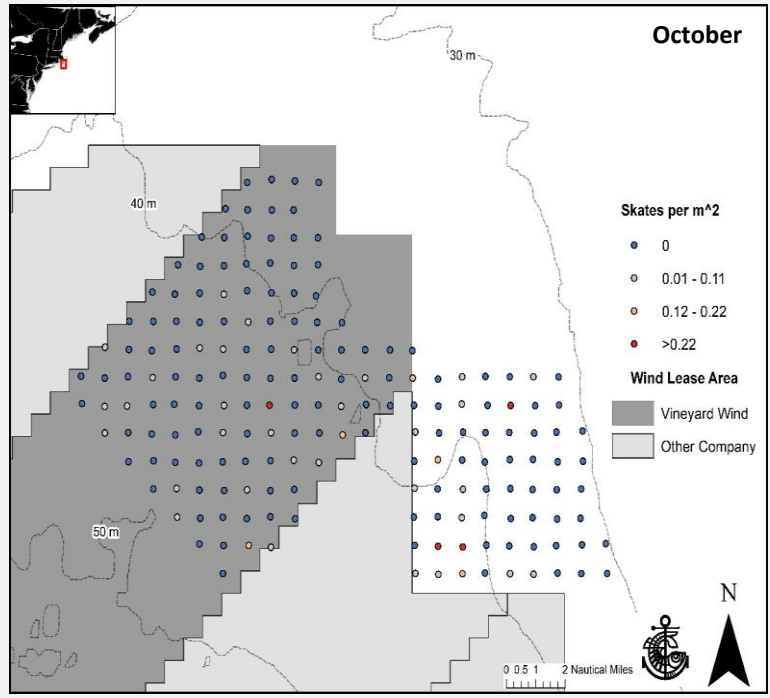 October
30 m
40 m
Skates per m^2
0
0.01 - 0.11
0.12 - 0.22
>0.22
Wind Lease Area
Vineyard Wind
Other Company
50 m
N
0 0.5 1 2 Nautical Miles